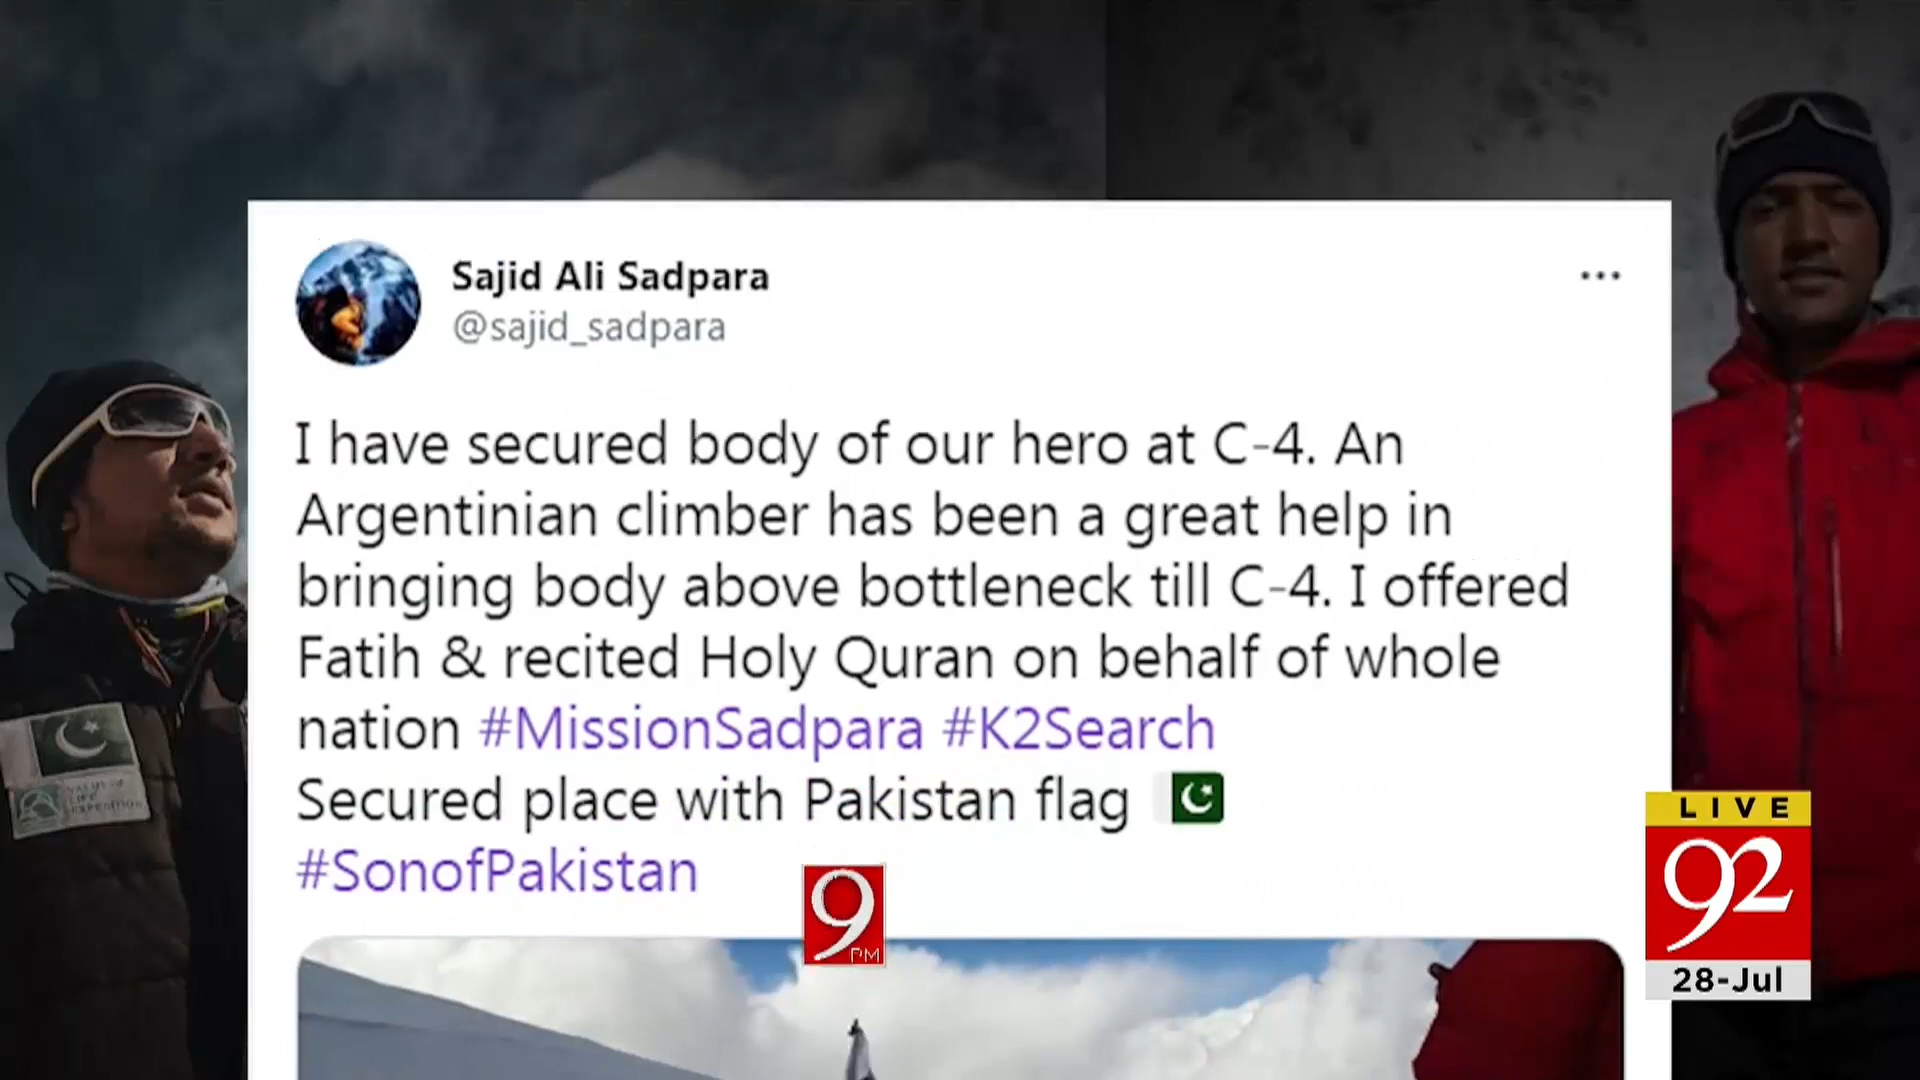 Sajid Ali Sadpara
@sajid_sadpara
I have secured body of our hero at C-4. An
Argentinian climber has been a great help in
bringing body above bottleneck till C-4. I offered
Fatih & recited Holy Quran on behalf of whole
nation #MissionSadpara #K2Search
Secured place with Pakistan flag 🇵🇰
#SonofPakistan
9
PM
LIVE
92
28-Jul